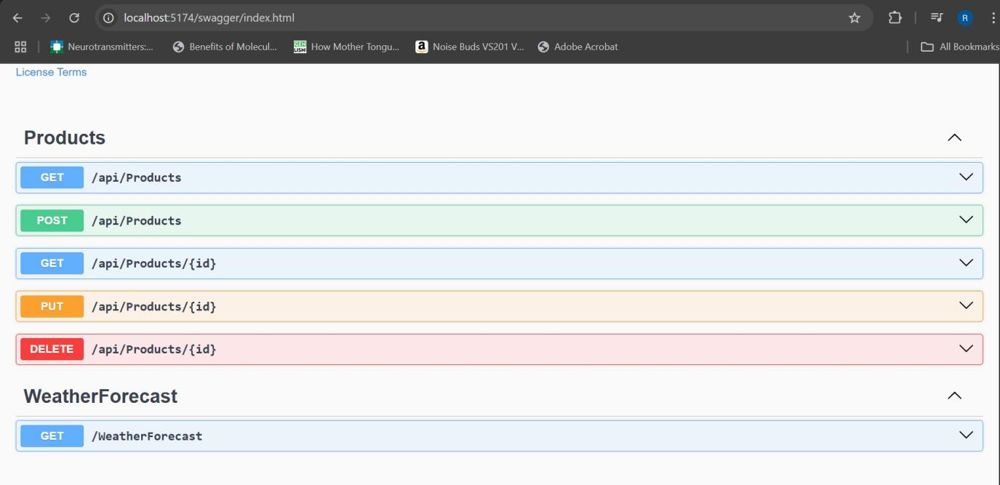 localhost:5174/swagger/index.html
R
Neurotransmitters:... Benefits of Molecul... GEN LISH! How Mother Tongu... a Noise Buds VS201 V... Adobe Acrobat All Bookmarks
License Terms
Products
GET /api/Products
POST /api/Products
GET /api/Products/{id}
PUT /api/Products/{id}
DELETE /api/Products/{id}
WeatherForecast
GET /WeatherForecast